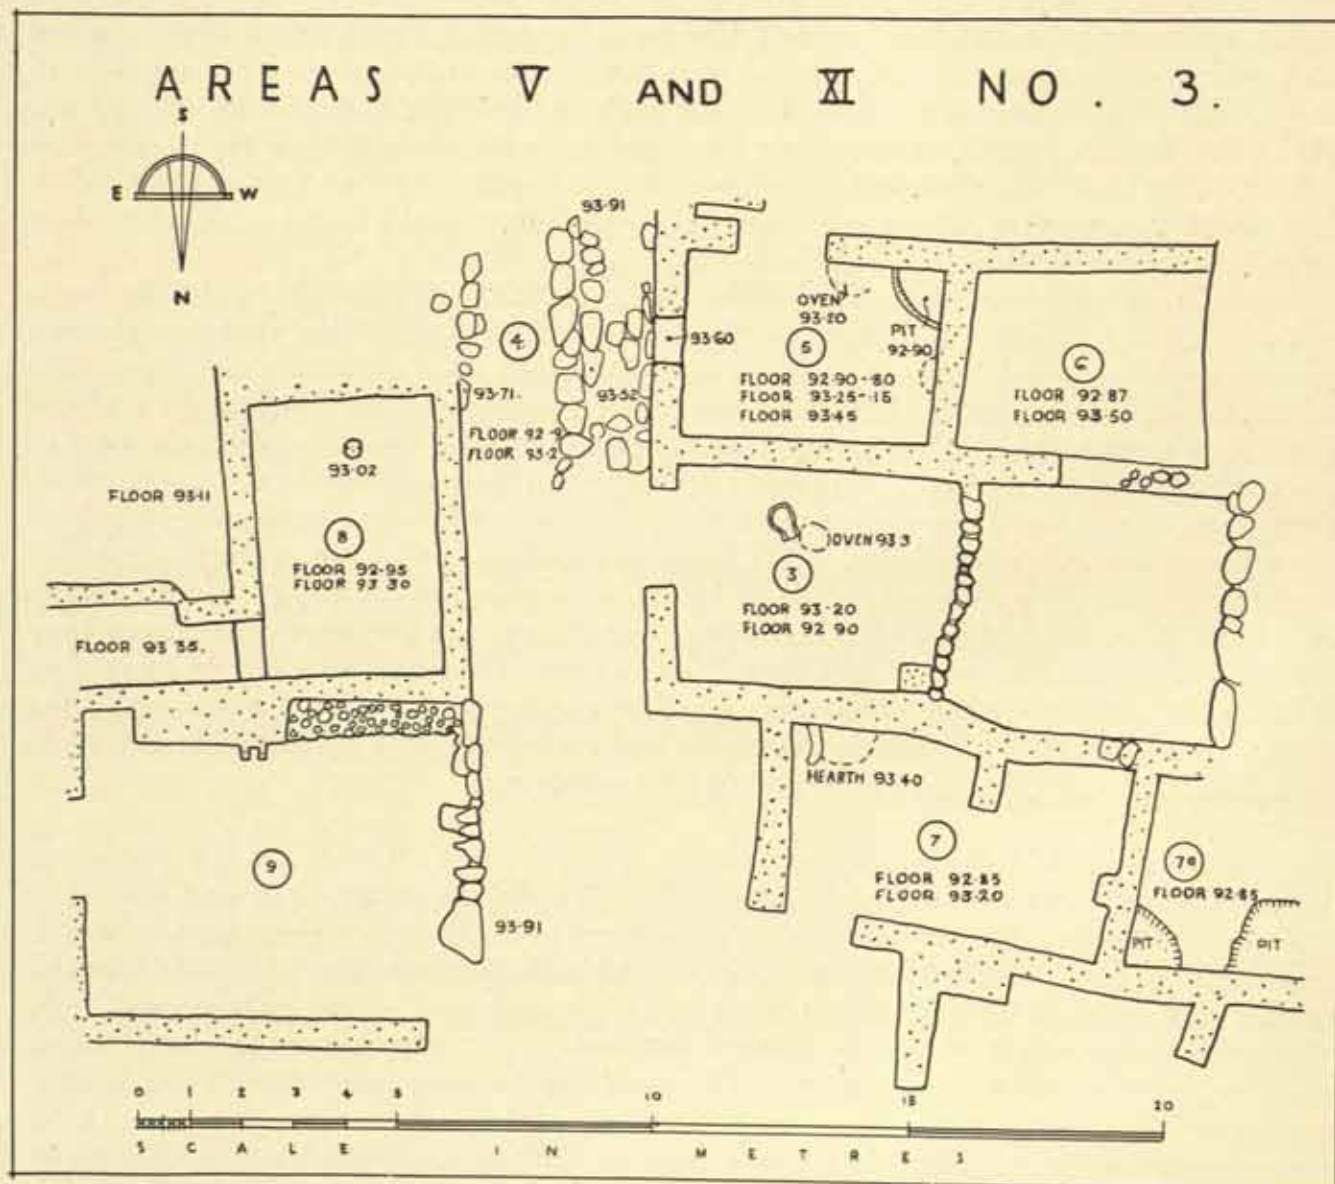 AREAS V AND XI NO. 3.
S
E W
N
93·91
4
93·60
93·71.
93·52
FLOOR 92·9
FLOOR 93·2
OVEN
93·20
PIT
92·90
5
FLOOR 92·90-80
FLOOR 93·25-·15
FLOOR 93·45
6
FLOOR 92·87
FLOOR 93·50
93·02
FLOOR 93·11
8
FLOOR 92·95
FLOOR 93·30
FLOOR 93·35.
OVEN 93·3
3
FLOOR 93·20
FLOOR 92·90
HEARTH 93·40
9
93·91
7
FLOOR 92·85
FLOOR 93·20
7a
FLOOR 92·85
PIT
PIT
0 1 2 3 4 5 10 15 20
SCALE IN METRES